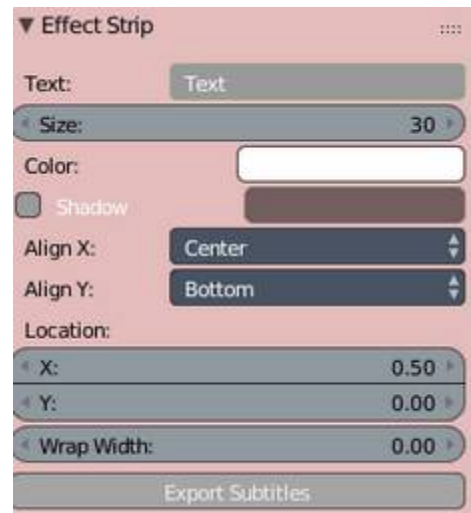 Effect Strip
Text: Text
Size: 30
Color:
Shadow
Align X: Center
Align Y: Bottom
Location:
X: 0.50
Y: 0.00
Wrap Width: 0.00
Export Subtitles